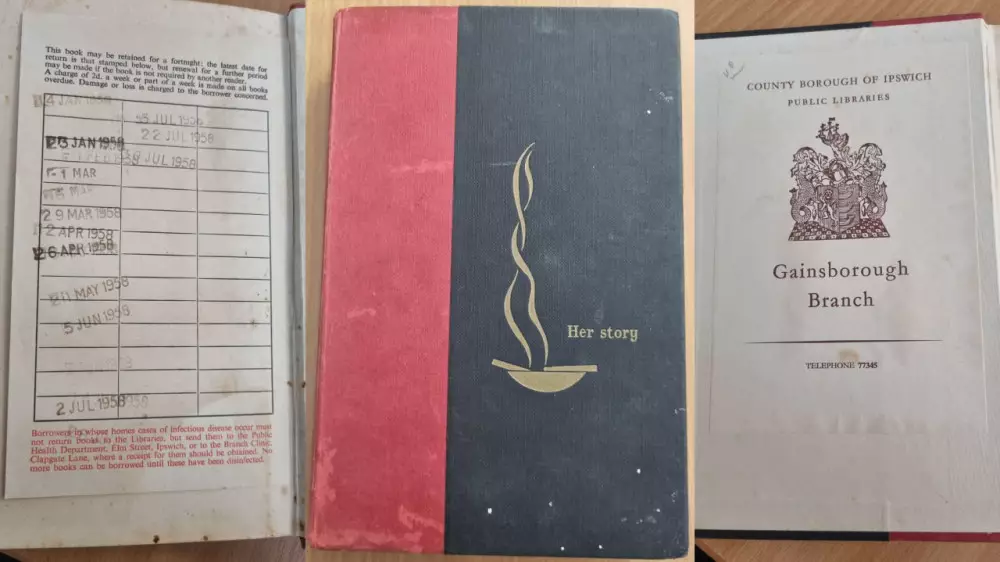 This book may be retained for a fortnight; the latest date for
return is that stamped below, but renewal for a further period
may be made if the book is not required by another reader.
A charge of 2d. a week or part of a week is made on all books
overdue. Damage or loss is charged to the borrower concerned.
JAN 1958
JUL 1958
22 JUL 1958
JAN 1958
JUL 1958
1 MAR
29 MAR 1958
2 APR 1958
26 APR 1958
MAY 1958
5 JUN 1958
2 JUL 1958
Borrowers in whose homes cases of infectious disease occur must
not return books to the Libraries, but send them to the Public
Health Department, Elm Street, Ipswich, or to the Branch Clinic,
Clapgate Lane, where a receipt for them should be obtained. No
more books can be borrowed until these have been disinfected.
Her story
COUNTY BOROUGH OF IPSWICH
PUBLIC LIBRARIES
Gainsborough
Branch
TELEPHONE 77345